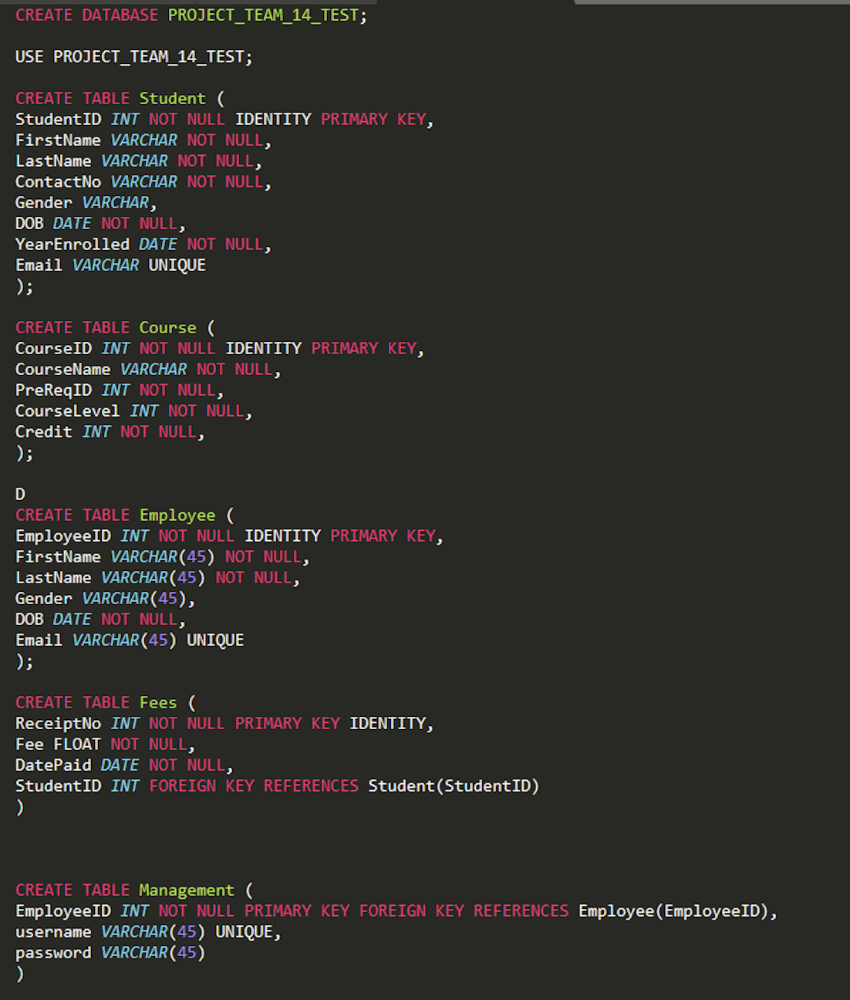 CREATE DATABASE PROJECT_TEAM_14_TEST;
USE PROJECT_TEAM_14_TEST;
CREATE TABLE Student (
StudentID INT NOT NULL IDENTITY PRIMARY KEY,
FirstName VARCHAR NOT NULL,
LastName VARCHAR NOT NULL,
ContactNo VARCHAR NOT NULL,
Gender VARCHAR,
DOB DATE NOT NULL,
YearEnrolled DATE NOT NULL,
Email VARCHAR UNIQUE
);
CREATE TABLE Course (
CourseID INT NOT NULL IDENTITY PRIMARY KEY,
CourseName VARCHAR NOT NULL,
PreReqID INT NOT NULL,
CourseLevel INT NOT NULL,
Credit INT NOT NULL,
);
D
CREATE TABLE Employee (
EmployeeID INT NOT NULL IDENTITY PRIMARY KEY,
FirstName VARCHAR(45) NOT NULL,
LastName VARCHAR(45) NOT NULL,
Gender VARCHAR(45),
DOB DATE NOT NULL,
Email VARCHAR(45) UNIQUE
);
CREATE TABLE Fees (
ReceiptNo INT NOT NULL PRIMARY KEY IDENTITY,
Fee FLOAT NOT NULL,
DatePaid DATE NOT NULL,
StudentID INT FOREIGN KEY REFERENCES Student(StudentID)
)
CREATE TABLE Management (
EmployeeID INT NOT NULL PRIMARY KEY FOREIGN KEY REFERENCES Employee(EmployeeID),
username VARCHAR(45) UNIQUE,
password VARCHAR(45)
)